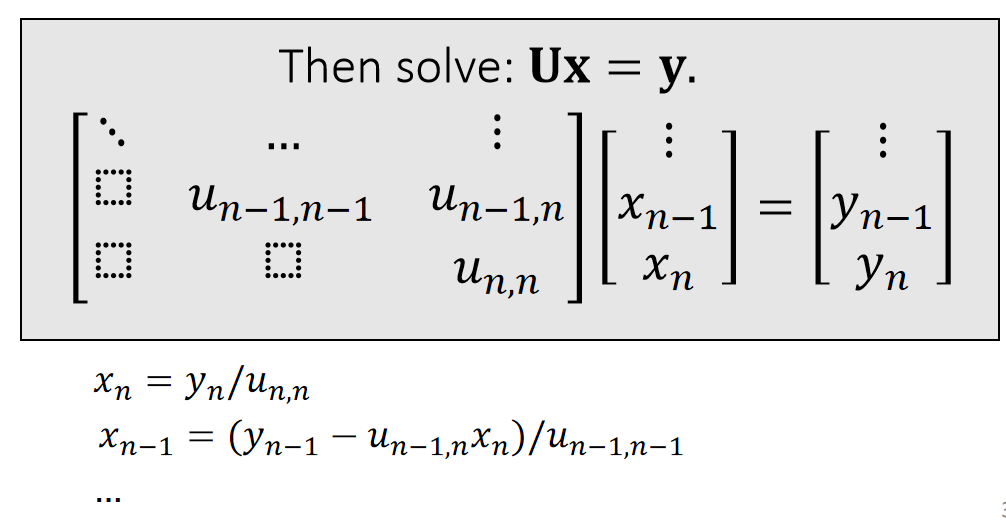 Then solve: Ux = y.
⋱ … ⋮ ⋮ ⋮
u_{n−1,n−1} u_{n−1,n} x_{n−1} = y_{n−1}
u_{n,n} x_n y_n
x_n = y_n/u_{n,n}
x_{n−1} = (y_{n−1} − u_{n−1,n}x_n)/u_{n−1,n−1}
…